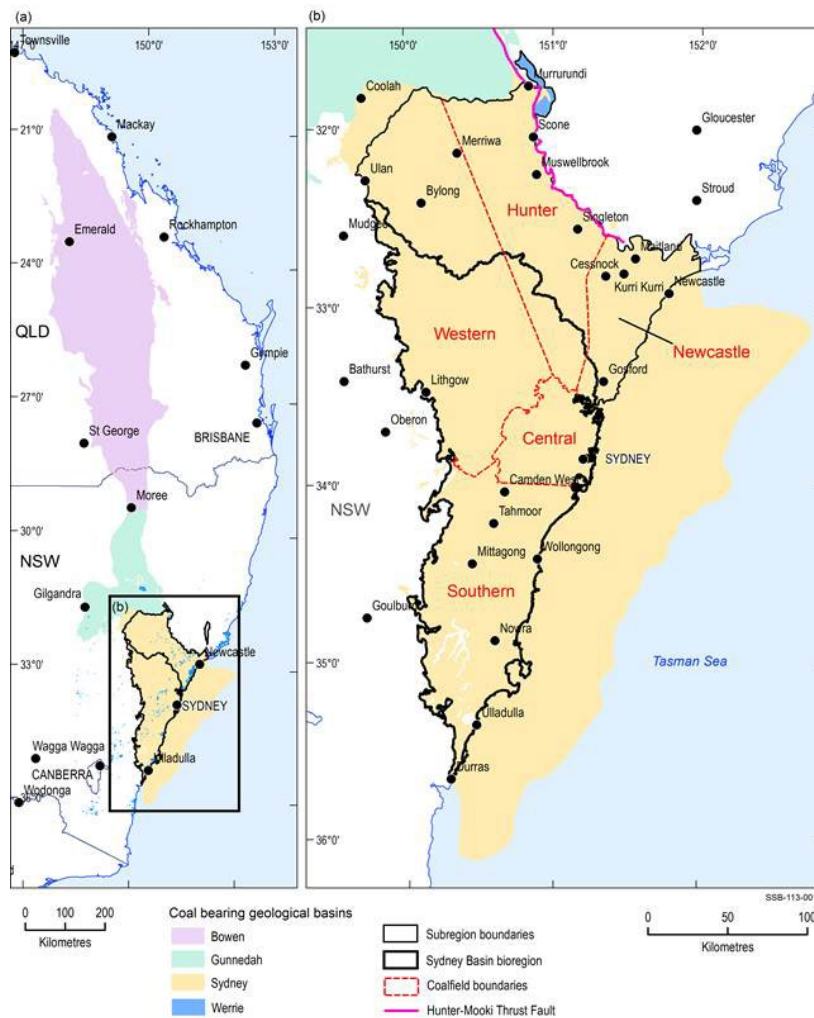 (a)
147°0'
150°0'
153°0'
Townsville
Mackay
21°0'
Emerald
Rockhampton
24°0'
QLD
Gympie
27°0'
St George
BRISBANE
Moree
30°0'
NSW
Gilgandra
(b)
33°0'
Newcastle
SYDNEY
Wagga Wagga
CANBERRA
Ulladulla
Wodonga
36°0'
0 100 200
Kilometres
(b)
150°0'
151°0'
152°0'
Murrurundi
Coolah
32°0'
Scone
Gloucester
Merriwa
Muswellbrook
Ulan
Bylong
Hunter
Stroud
Mudgee
Singleton
Maitland
Cessnock
Kurri Kurri
Newcastle
33°0'
Western
Newcastle
Bathurst
Lithgow
Gosford
Oberon
Central
SYDNEY
34°0'
Camden West
NSW
Tahmoor
Mittagong
Wollongong
Southern
Goulburn
Nowra
35°0'
Tasman Sea
Ulladulla
Durras
36°0'
SSB-113-00
Coal bearing geological basins
Bowen
Gunnedah
Sydney
Werrie
Subregion boundaries
Sydney Basin bioregion
Coalfield boundaries
Hunter-Mooki Thrust Fault
0 50 100
Kilometres